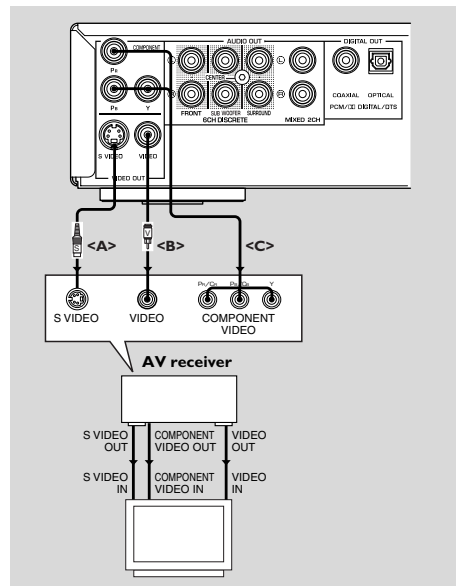 COMPONENT
AUDIO OUT
DIGITAL OUT
PR
L
L
CENTER
PB
Y
R
R
COAXIAL OPTICAL
FRONT SUB WOOFER SURROUND
6CH DISCRETE
MIXED 2CH
PCM/DD DIGITAL/DTS
S VIDEO
VIDEO
VIDEO OUT
S
V
<A>
<B>
<C>
PR/CR PB/CB Y
S VIDEO
VIDEO
COMPONENT
VIDEO
AV receiver
S VIDEO
OUT
COMPONENT
VIDEO OUT
VIDEO
OUT
S VIDEO
IN
COMPONENT
VIDEO IN
VIDEO
IN